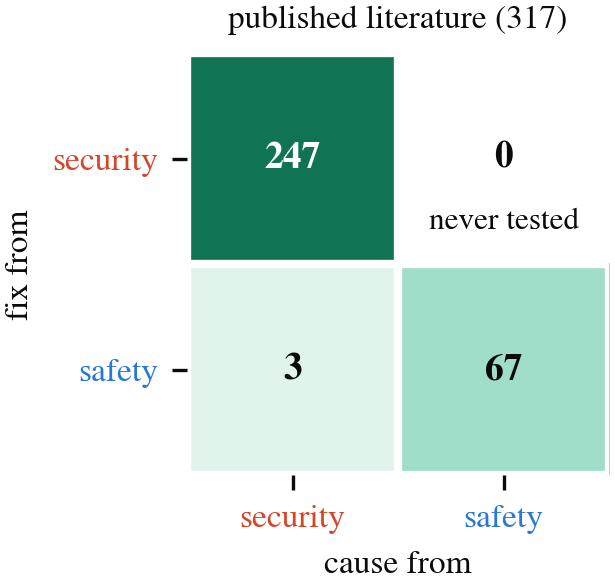 published literature (317)
security
247
0
never tested
fix from
safety
3
67
security
safety
cause from